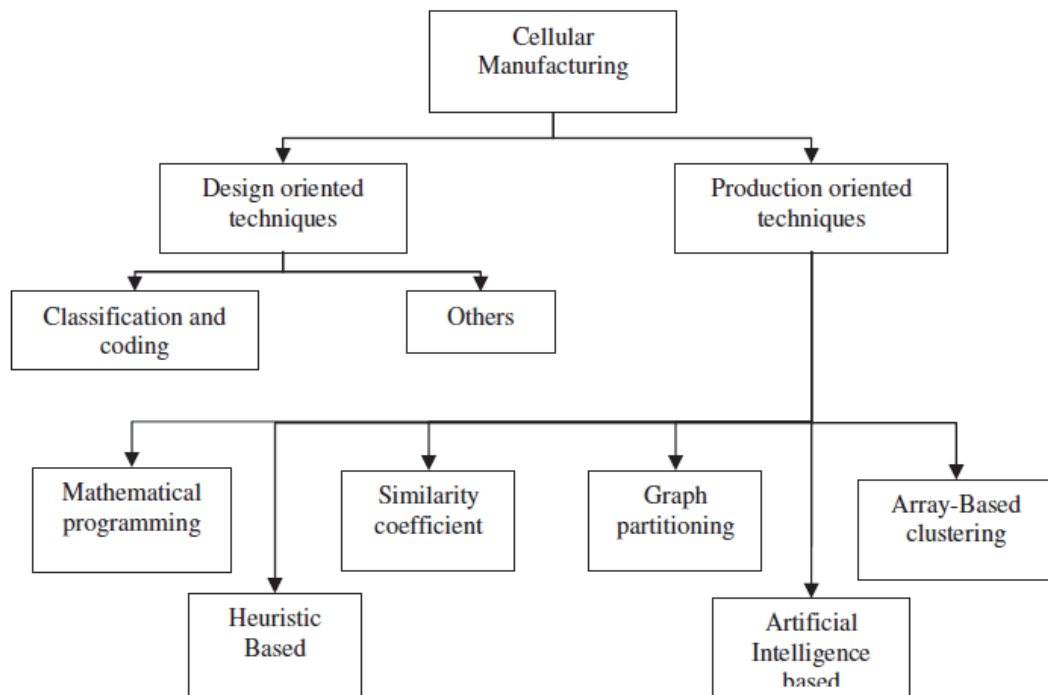 Cellular
Manufacturing
Design oriented
techniques
Production oriented
techniques
Classification and
coding
Others
Mathematical
programming
Similarity
coefficient
Graph
partitioning
Array-Based
clustering
Heuristic
Based
Artificial
Intelligence
based